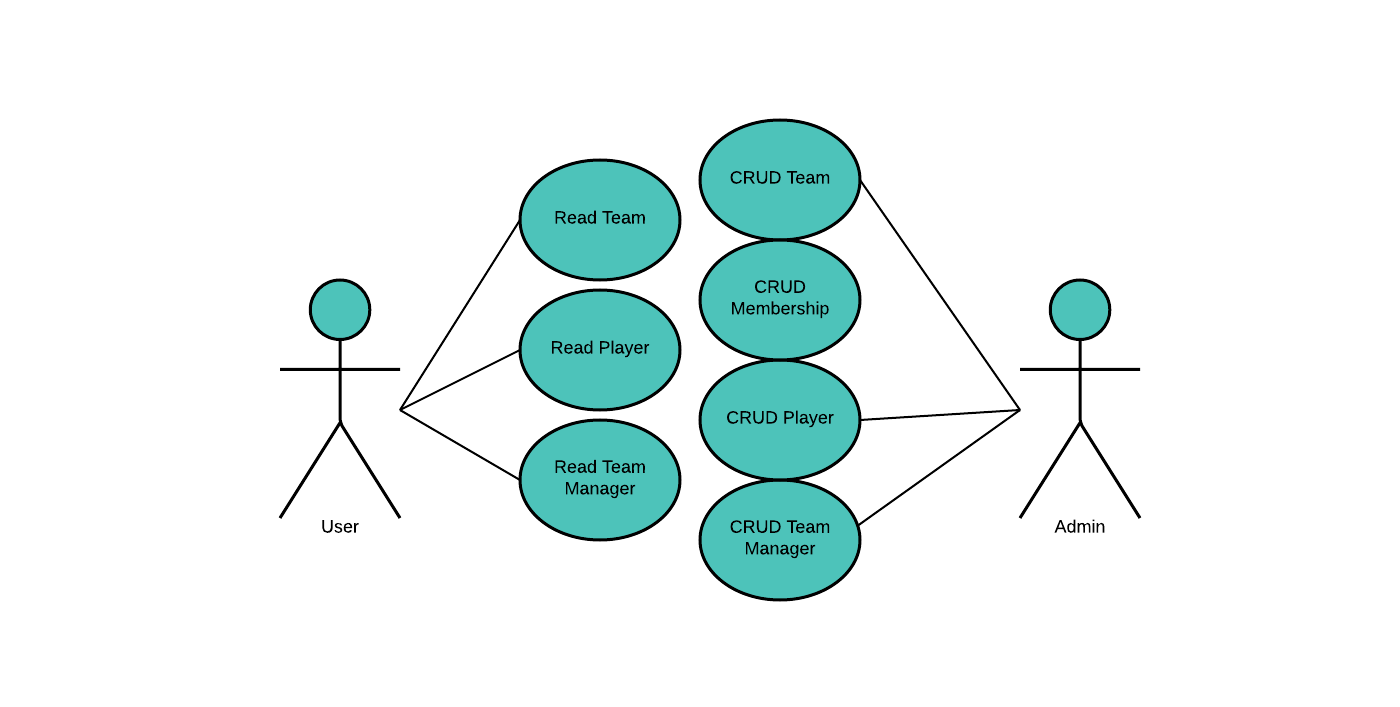 Read Team
Read Player
Read Team
Manager
CRUD Team
CRUD
Membership
CRUD Player
CRUD Team
Manager
User
Admin